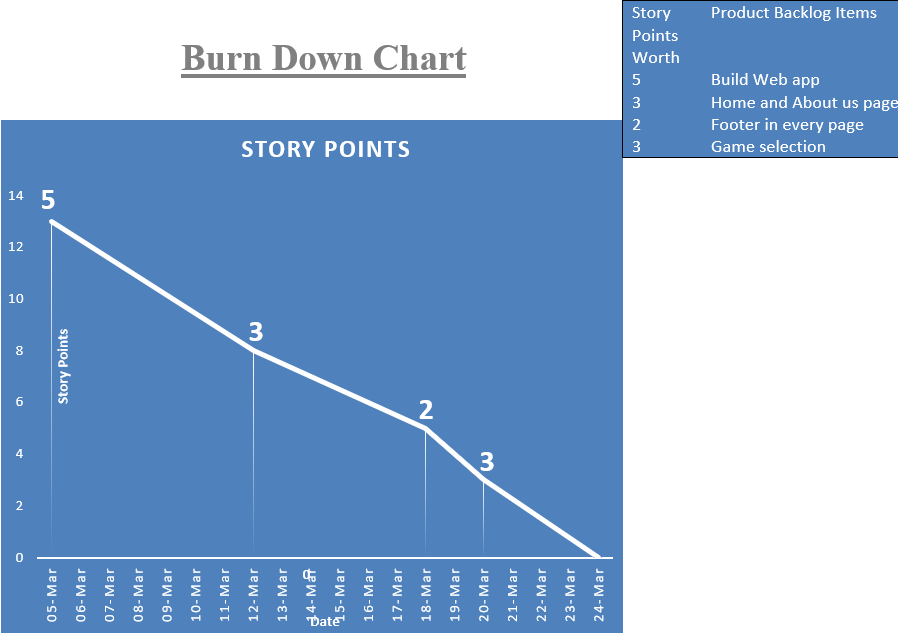 Burn Down Chart
Story Points Worth Product Backlog Items
5 Build Web app
3 Home and About us page
2 Footer in every page
3 Game selection
STORY POINTS
14
12
10
8
6
4
2
0
Story Points
5
3
2
3
0
05-Mar
06-Mar
07-Mar
08-Mar
09-Mar
10-Mar
11-Mar
12-Mar
13-Mar
14-Mar
15-Mar
16-Mar
17-Mar
18-Mar
19-Mar
20-Mar
21-Mar
22-Mar
23-Mar
24-Mar
Date